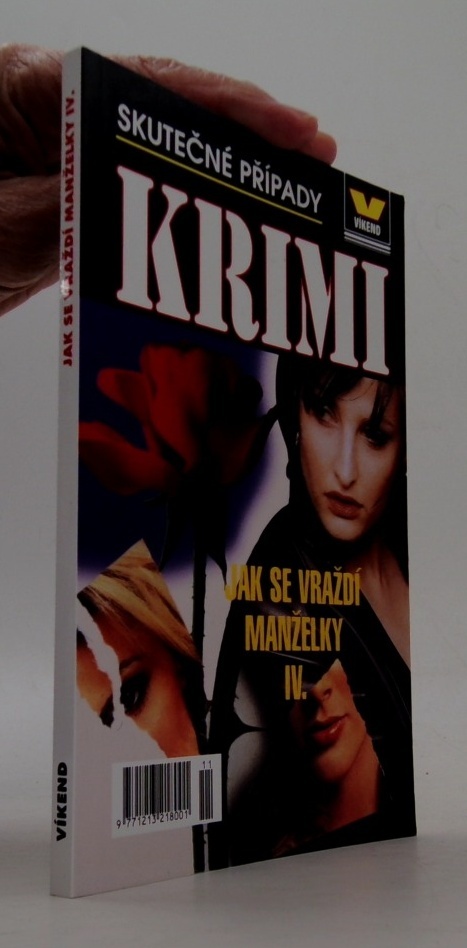 JAK SE VRAŽDÍ MANŽELKY IV.
VÍKEND
SKUTEČNÉ PŘÍPADY
VÍKEND
KRIMI
JAK SE VRAŽDÍ
MANŽELKY
IV.
11
9 771213 218001